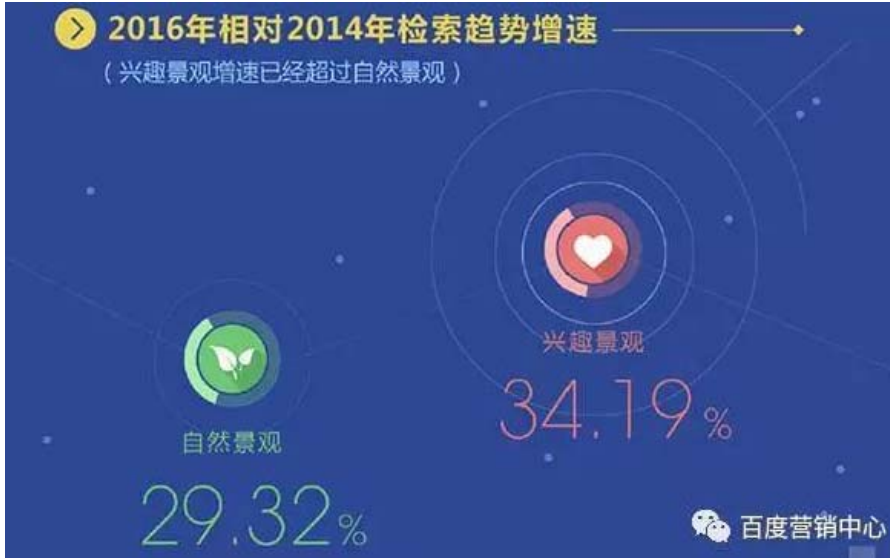 2016年相对2014年检索趋势增速
（兴趣景观增速已经超过自然景观）
兴趣景观
34.19%
自然景观
29.32%
百度营销中心